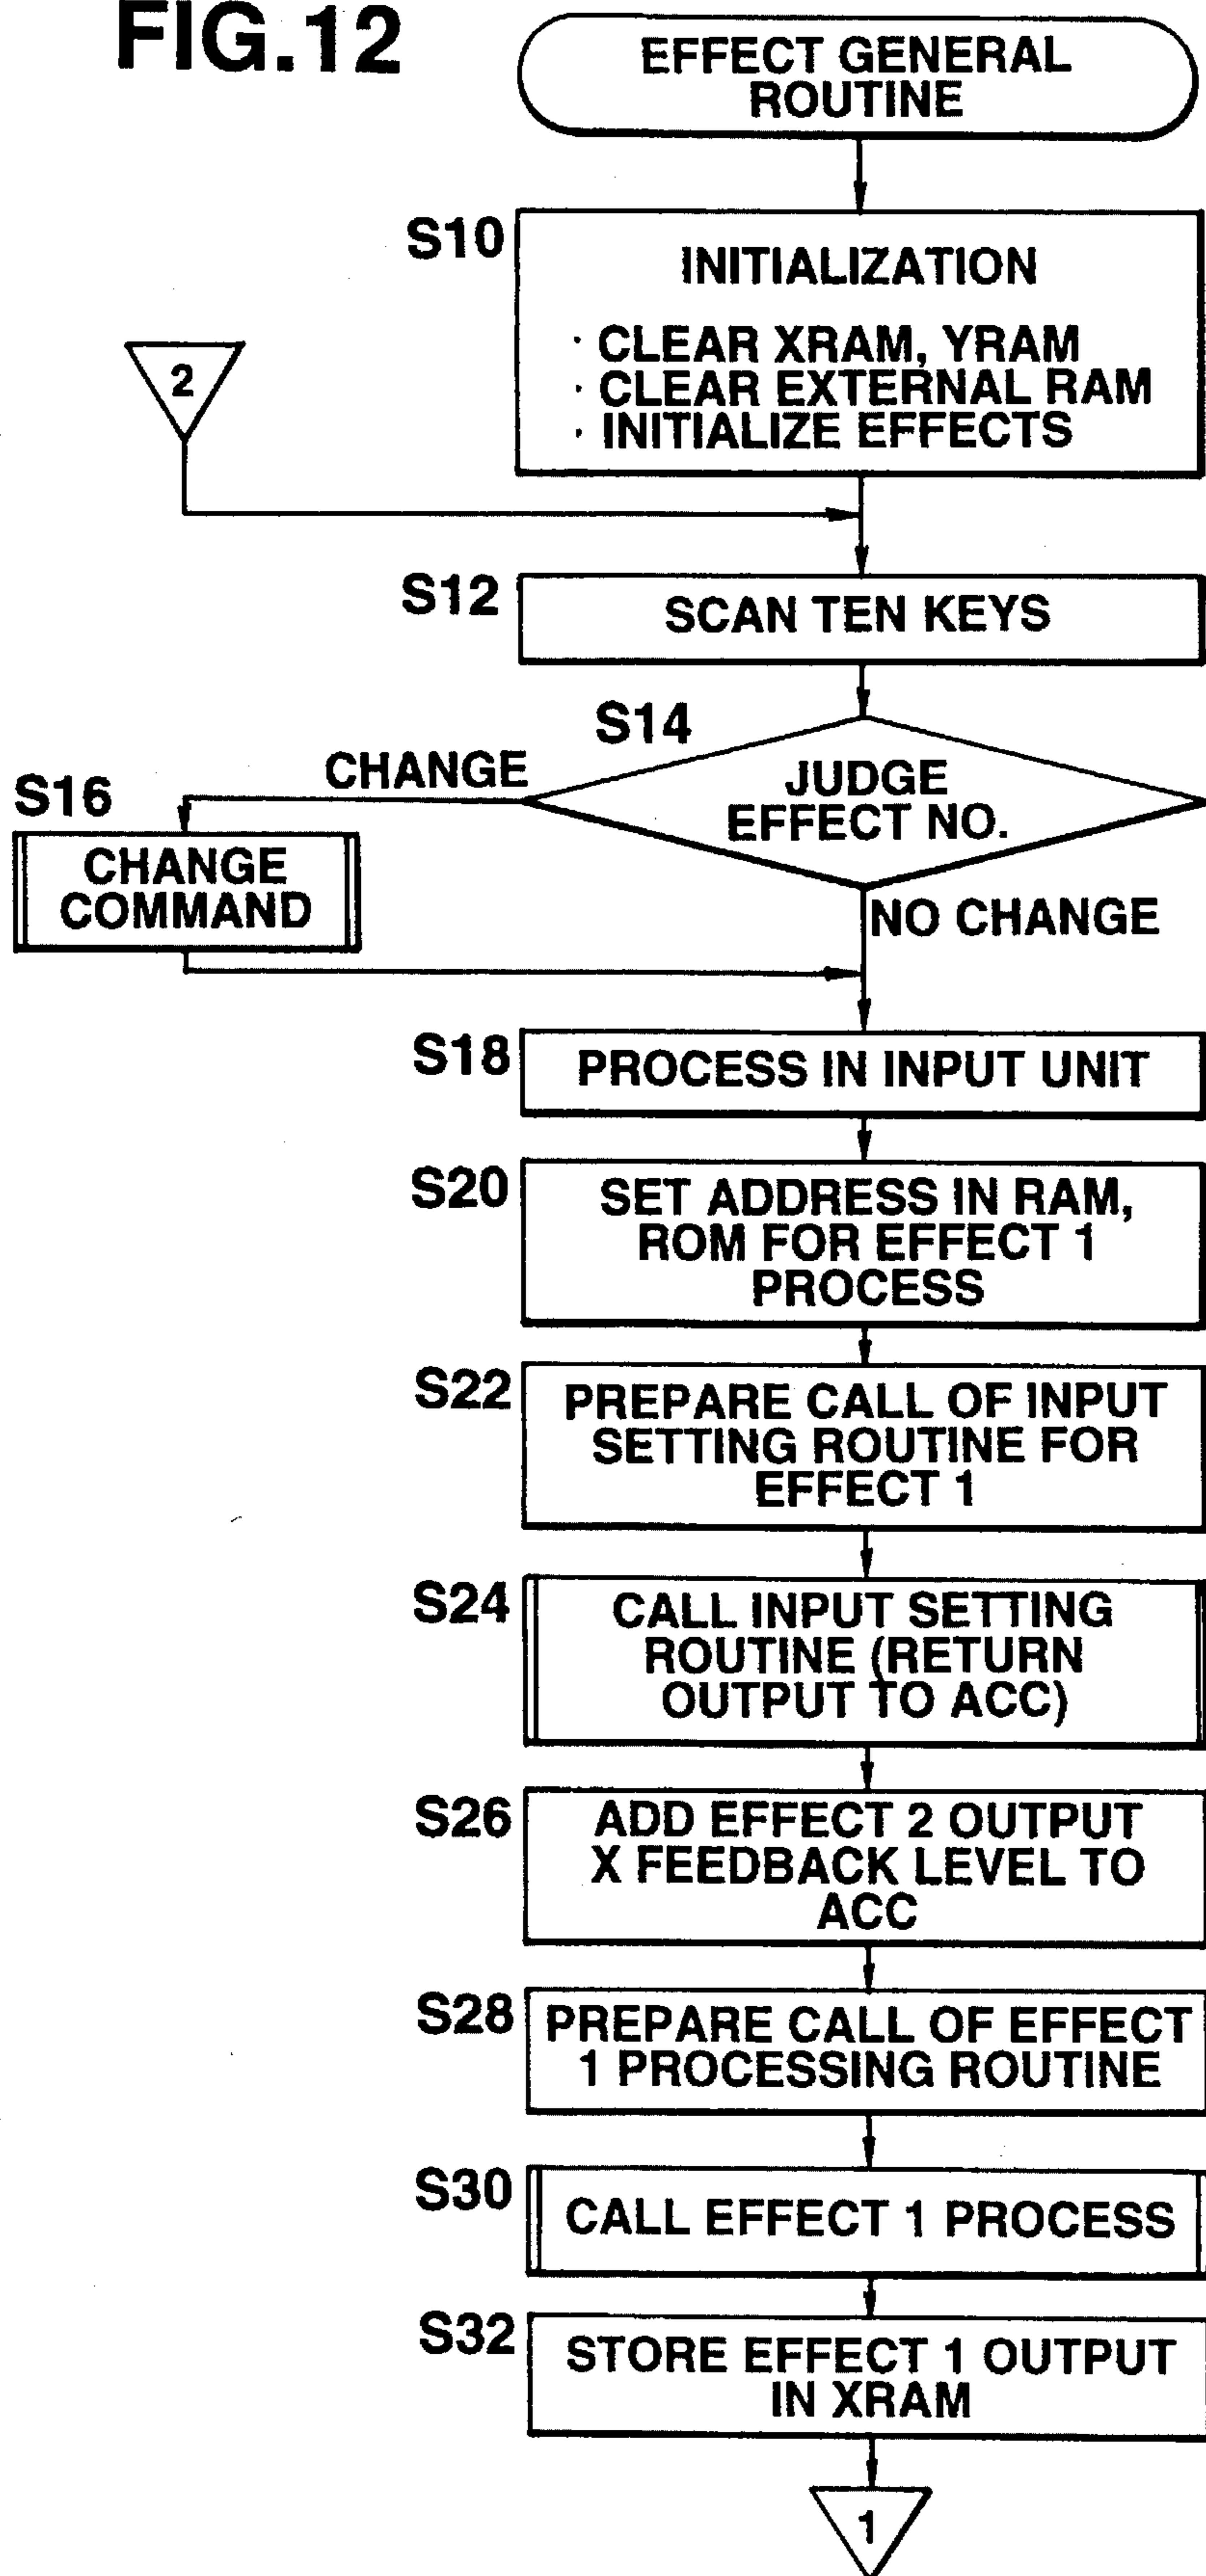 FIG.12
EFFECT GENERAL
ROUTINE
S10
INITIALIZATION
· CLEAR XRAM, YRAM
· CLEAR EXTERNAL RAM
· INITIALIZE EFFECTS
2
S12
SCAN TEN KEYS
S14
JUDGE
EFFECT NO.
CHANGE
S16
CHANGE
COMMAND
NO CHANGE
S18
PROCESS IN INPUT UNIT
S20
SET ADDRESS IN RAM,
ROM FOR EFFECT 1
PROCESS
S22
PREPARE CALL OF INPUT
SETTING ROUTINE FOR
EFFECT 1
S24
CALL INPUT SETTING
ROUTINE (RETURN
OUTPUT TO ACC)
S26
ADD EFFECT 2 OUTPUT
X FEEDBACK LEVEL TO
ACC
S28
PREPARE CALL OF EFFECT
1 PROCESSING ROUTINE
S30
CALL EFFECT 1 PROCESS
S32
STORE EFFECT 1 OUTPUT
IN XRAM
1